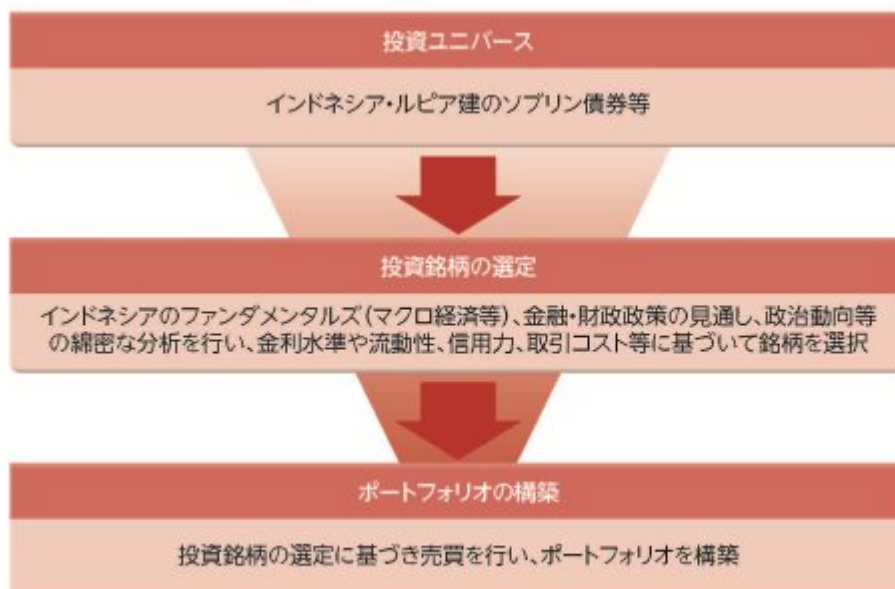 投資ユニバース
インドネシア・ルピア建のソブリン債券等
投資銘柄の選定
インドネシアのファンダメンタルズ(マクロ経済等)、金融・財政政策の見通し、政治動向等
の綿密な分析を行い、金利水準や流動性、信用力、取引コスト等に基づいて銘柄を選択
ポートフォリオの構築
投資銘柄の選定に基づき売買を行い、ポートフォリオを構築